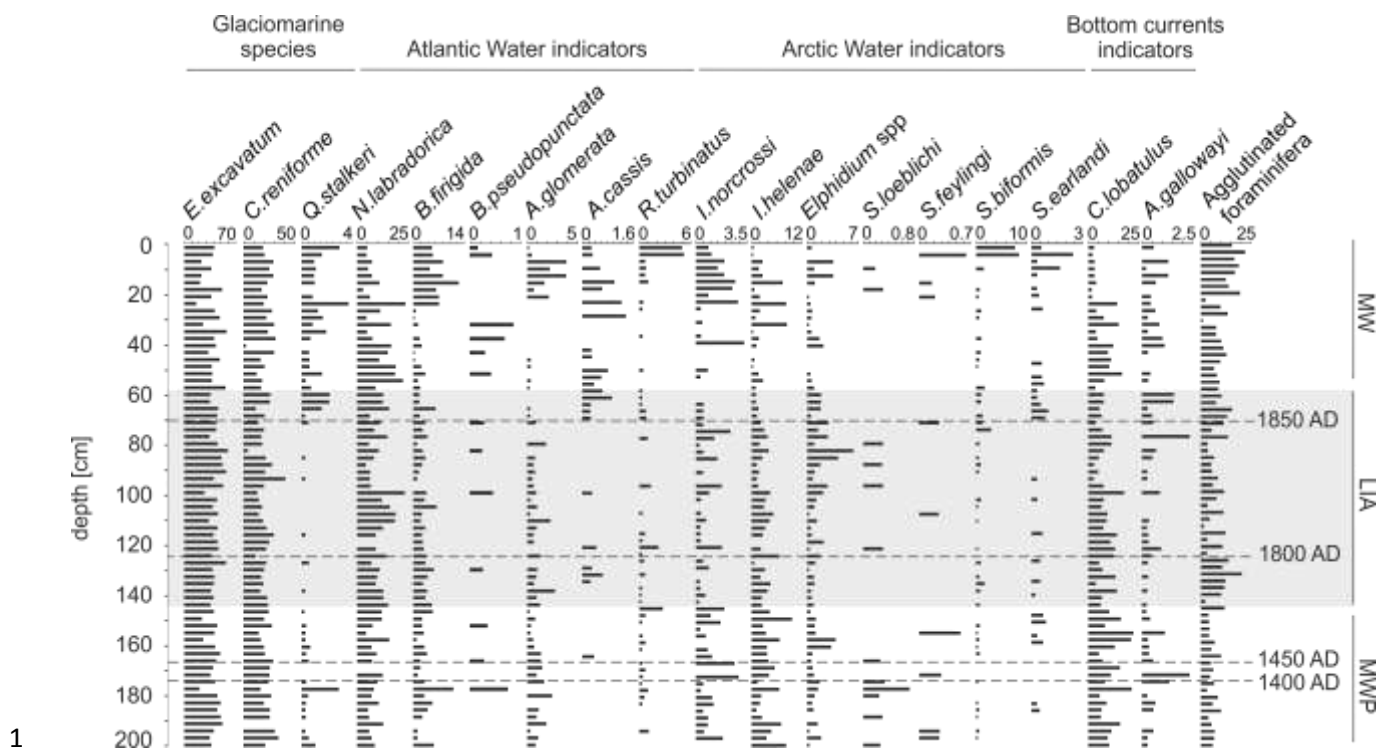 Glaciomarine
species
Atlantic Water indicators
Arctic Water indicators
Bottom currents
indicators
E.excavatum
C.reniforme
Q.stalkeri
N.labradorica
B.firigida
B.pseudopunctata
A.glomerata
A.cassis
R.turbinatus
I.norcrossi
I.helenae
Elphidium spp
S.loeblichi
S.feylingi
S.biformis
S.earlandi
C.lobatulus
A.gallowayi
Agglutinated
foraminifera
0 70 0 50 0 4 0 25 0 14 0 1 0 5 0 1.6 0 6 0 3.5 0 12 0 7 0 0.8 0 0.7 0 10 0 3 0 25 0 2.5 0 25
0
20
40
60
80
100
120
140
160
180
200
depth [cm]
1850 AD
1800 AD
1450 AD
1400 AD
MW
LIA
MWP
1